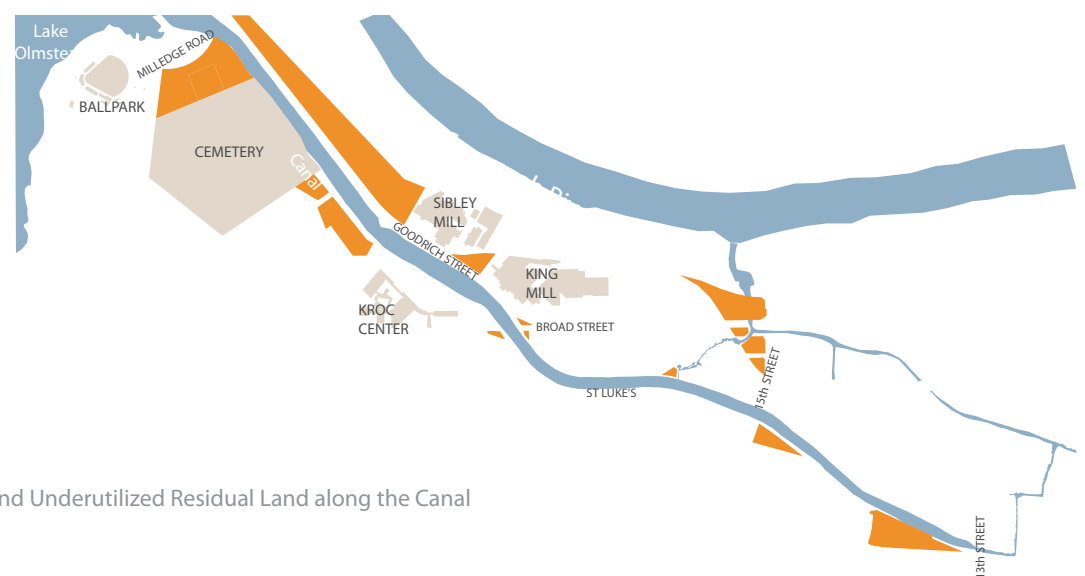 Lake
Olmste
MILLEDGE ROAD
BALLPARK
CEMETERY
Canal
SIBLEY
MILL
GOODRICH STREET
KING
MILL
KROC
CENTER
BROAD STREET
ST LUKE'S
15th STREET
nd Underutilized Residual Land along the Canal
13th STREET